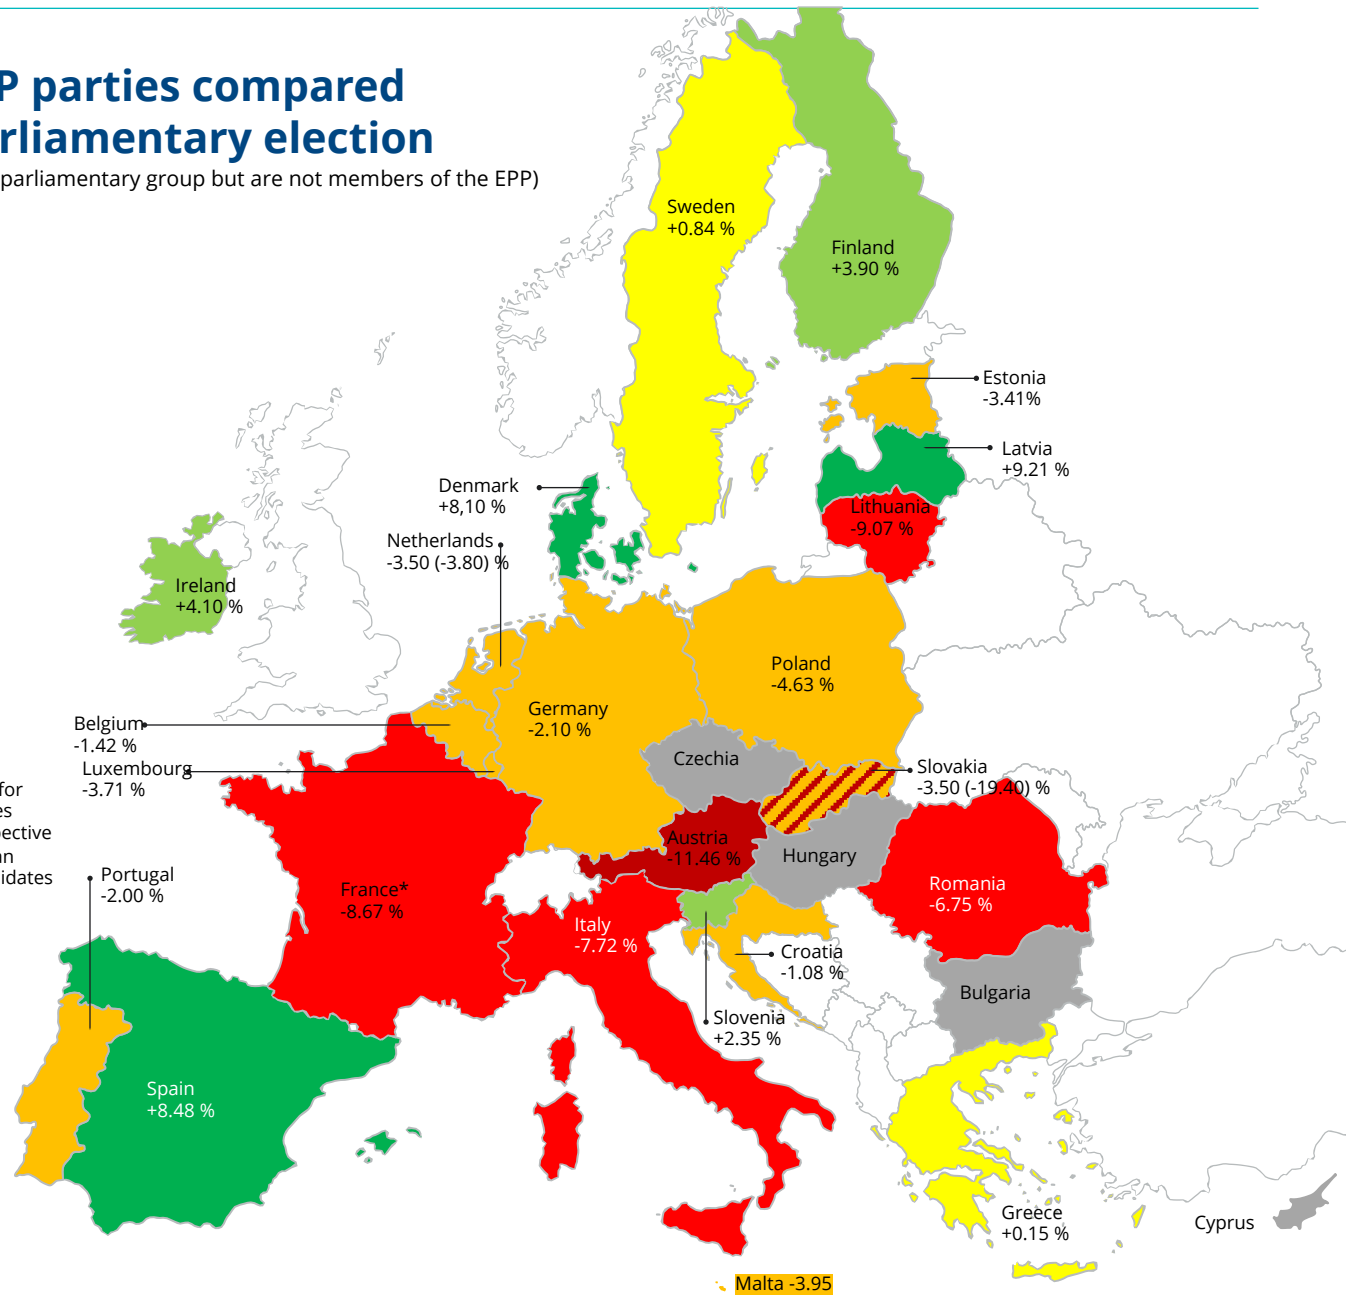 P parties compared
rliamentary election
parliamentary group but are not members of the EPP)
Sweden
+0.84 %
Finland
+3.90 %
Estonia
-3.41%
Latvia
+9.21 %
Lithuania
-9.07 %
Denmark
+8,10 %
Netherlands
-3.50 (-3.80) %
Ireland
+4.10 %
Poland
-4.63 %
Germany
-2.10 %
Belgium
-1.42 %
Luxembourg
-3.71 %
Czechia
Slovakia
-3.50 (-19.40) %
for
es
pective
an
idates
Austria
-11.46 %
Hungary
Portugal
-2.00 %
France*
-8.67 %
Romania
-6.75 %
Italy
-7.72 %
Croatia
-1.08 %
Bulgaria
Slovenia
+2.35 %
Spain
+8.48 %
Greece
+0.15 %
Cyprus
Malta -3.95